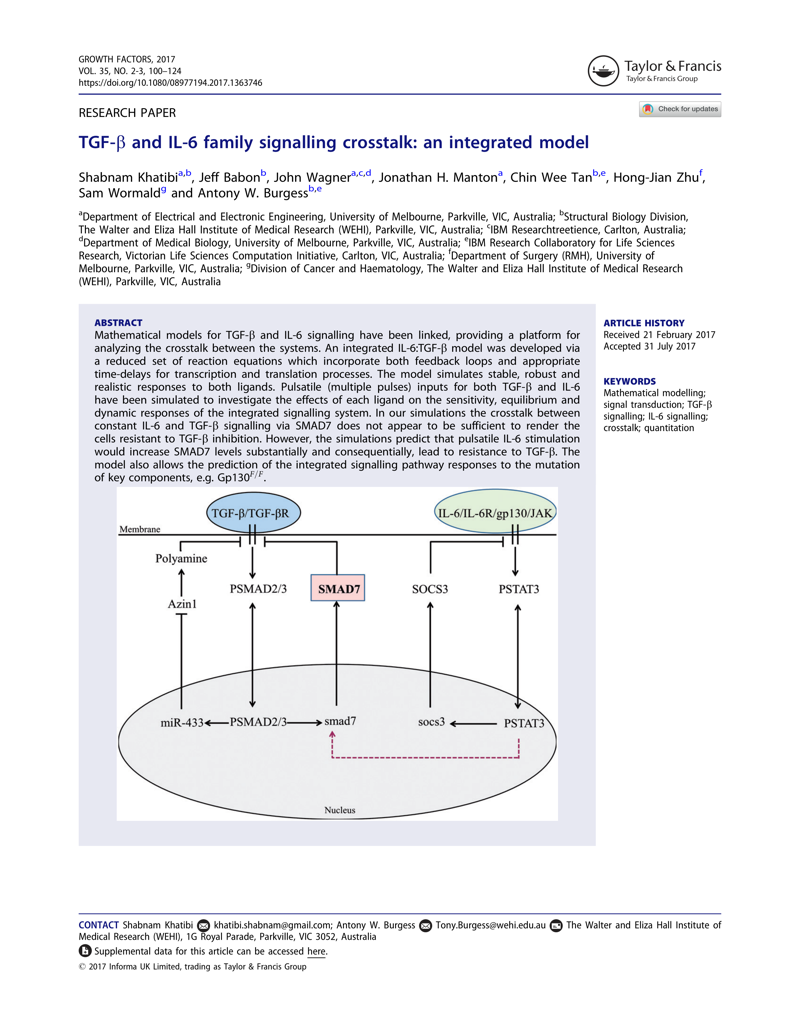 GROWTH FACTORS, 2017
VOL. 35, NO. 2-3, 100–124
https://doi.org/10.1080/08977194.2017.1363746
Taylor & Francis
Taylor & Francis Group
RESEARCH PAPER
Check for updates
TGF-β and IL-6 family signalling crosstalk: an integrated model
Shabnam Khatibia,b, Jeff Babonb, John Wagnera,c,d, Jonathan H. Mantona, Chin Wee Tanb,e, Hong-Jian Zhuf,
Sam Wormaldg and Antony W. Burgessb,e
aDepartment of Electrical and Electronic Engineering, University of Melbourne, Parkville, VIC, Australia; bStructural Biology Division,
The Walter and Eliza Hall Institute of Medical Research (WEHI), Parkville, VIC, Australia; cIBM Researchtreetience, Carlton, Australia;
dDepartment of Medical Biology, University of Melbourne, Parkville, VIC, Australia; eIBM Research Collaboratory for Life Sciences
Research, Victorian Life Sciences Computation Initiative, Carlton, VIC, Australia; fDepartment of Surgery (RMH), University of
Melbourne, Parkville, VIC, Australia; gDivision of Cancer and Haematology, The Walter and Eliza Hall Institute of Medical Research
(WEHI), Parkville, VIC, Australia
ABSTRACT
Mathematical models for TGF-β and IL-6 signalling have been linked, providing a platform for
analyzing the crosstalk between the systems. An integrated IL-6:TGF-β model was developed via
a reduced set of reaction equations which incorporate both feedback loops and appropriate
time-delays for transcription and translation processes. The model simulates stable, robust and
realistic responses to both ligands. Pulsatile (multiple pulses) inputs for both TGF-β and IL-6
have been simulated to investigate the effects of each ligand on the sensitivity, equilibrium and
dynamic responses of the integrated signalling system. In our simulations the crosstalk between
constant IL-6 and TGF-β signalling via SMAD7 does not appear to be sufficient to render the
cells resistant to TGF-β inhibition. However, the simulations predict that pulsatile IL-6 stimulation
would increase SMAD7 levels substantially and consequentially, lead to resistance to TGF-β. The
model also allows the prediction of the integrated signalling pathway responses to the mutation
of key components, e.g. Gp130F/F.
ARTICLE HISTORY
Received 21 February 2017
Accepted 31 July 2017
KEYWORDS
Mathematical modelling;
signal transduction; TGF-β
signalling; IL-6 signalling;
crosstalk; quantitation
TGF-β/TGF-βR
IL-6/IL-6R/gp130/JAK
Membrane
Polyamine
Azin1
PSMAD2/3
SMAD7
SOCS3
PSTAT3
miR-433
PSMAD2/3
smad7
socs3
PSTAT3
Nucleus
CONTACT Shabnam Khatibi khatibi.shabnam@gmail.com; Antony W. Burgess Tony.Burgess@wehi.edu.au The Walter and Eliza Hall Institute of
Medical Research (WEHI), 1G Royal Parade, Parkville, VIC 3052, Australia
Supplemental data for this article can be accessed here.
© 2017 Informa UK Limited, trading as Taylor & Francis Group